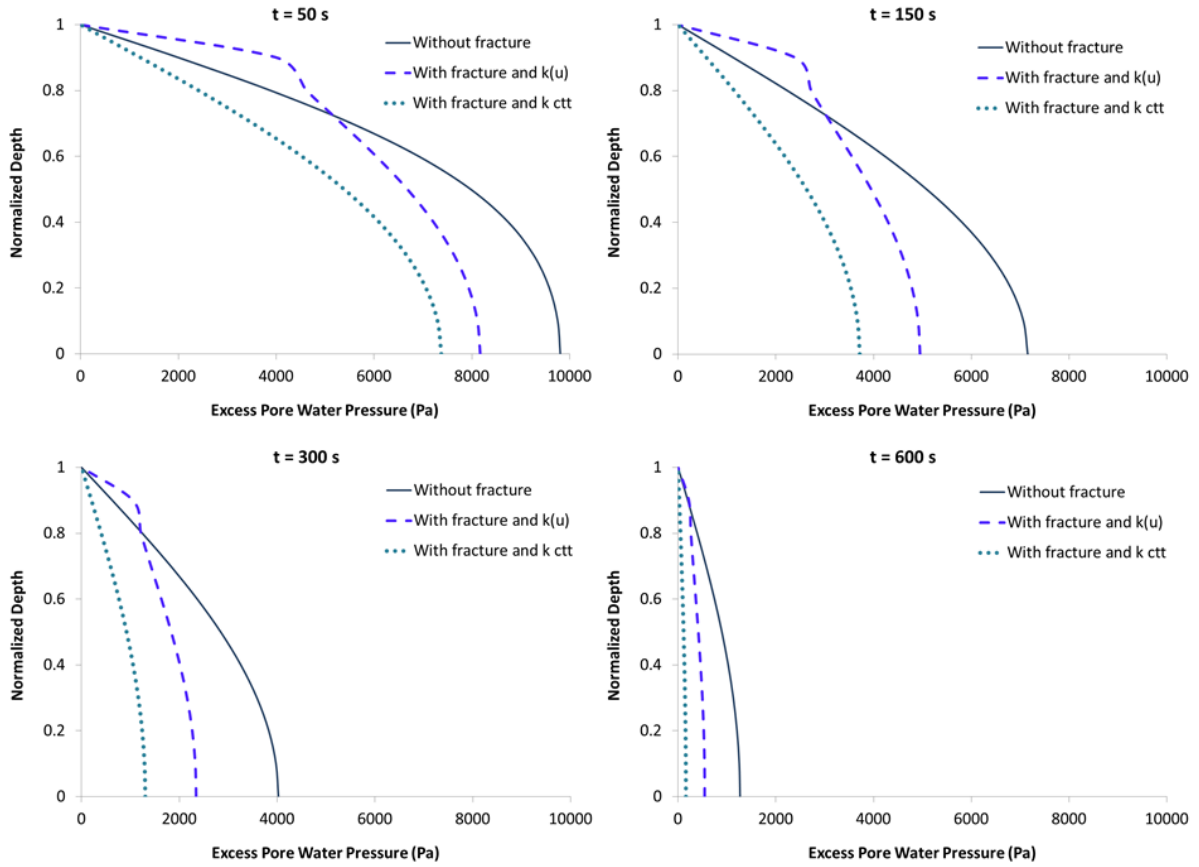 t = 50 s
Normalized Depth
1
0.8
0.6
0.4
0.2
0
Without fracture
With fracture and k(u)
With fracture and k ctt
0 2000 4000 6000 8000 10000
Excess Pore Water Pressure (Pa)
t = 150 s
Normalized Depth
1
0.8
0.6
0.4
0.2
0
Without fracture
With fracture and k(u)
With fracture and k ctt
0 2000 4000 6000 8000 10000
Excess Pore Water Pressure (Pa)
t = 300 s
Normalized Depth
1
0.8
0.6
0.4
0.2
0
Without fracture
With fracture and k(u)
With fracture and k ctt
0 2000 4000 6000 8000 10000
Excess Pore Water Pressure (Pa)
t = 600 s
Normalized Depth
1
0.8
0.6
0.4
0.2
0
Without fracture
With fracture and k(u)
With fracture and k ctt
0 2000 4000 6000 8000 10000
Excess Pore Water Pressure (Pa)